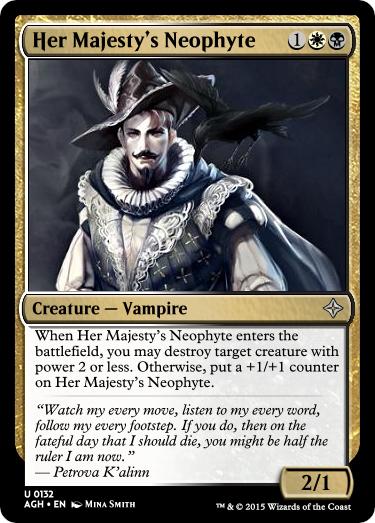 Her Majesty's Neophyte 1
Creature — Vampire
When Her Majesty's Neophyte enters the
battlefield, you may destroy target creature with
power 2 or less. Otherwise, put a +1/+1 counter
on Her Majesty's Neophyte.
"Watch my every move, listen to my every word,
follow my every footstep. If you do, then on the
fateful day that I should die, you might be half the
ruler I am now."
— Petrova K'alinn
2/1
U 0132
AGH • EN Mina Smith
™ & © 2015 Wizards of the Coast